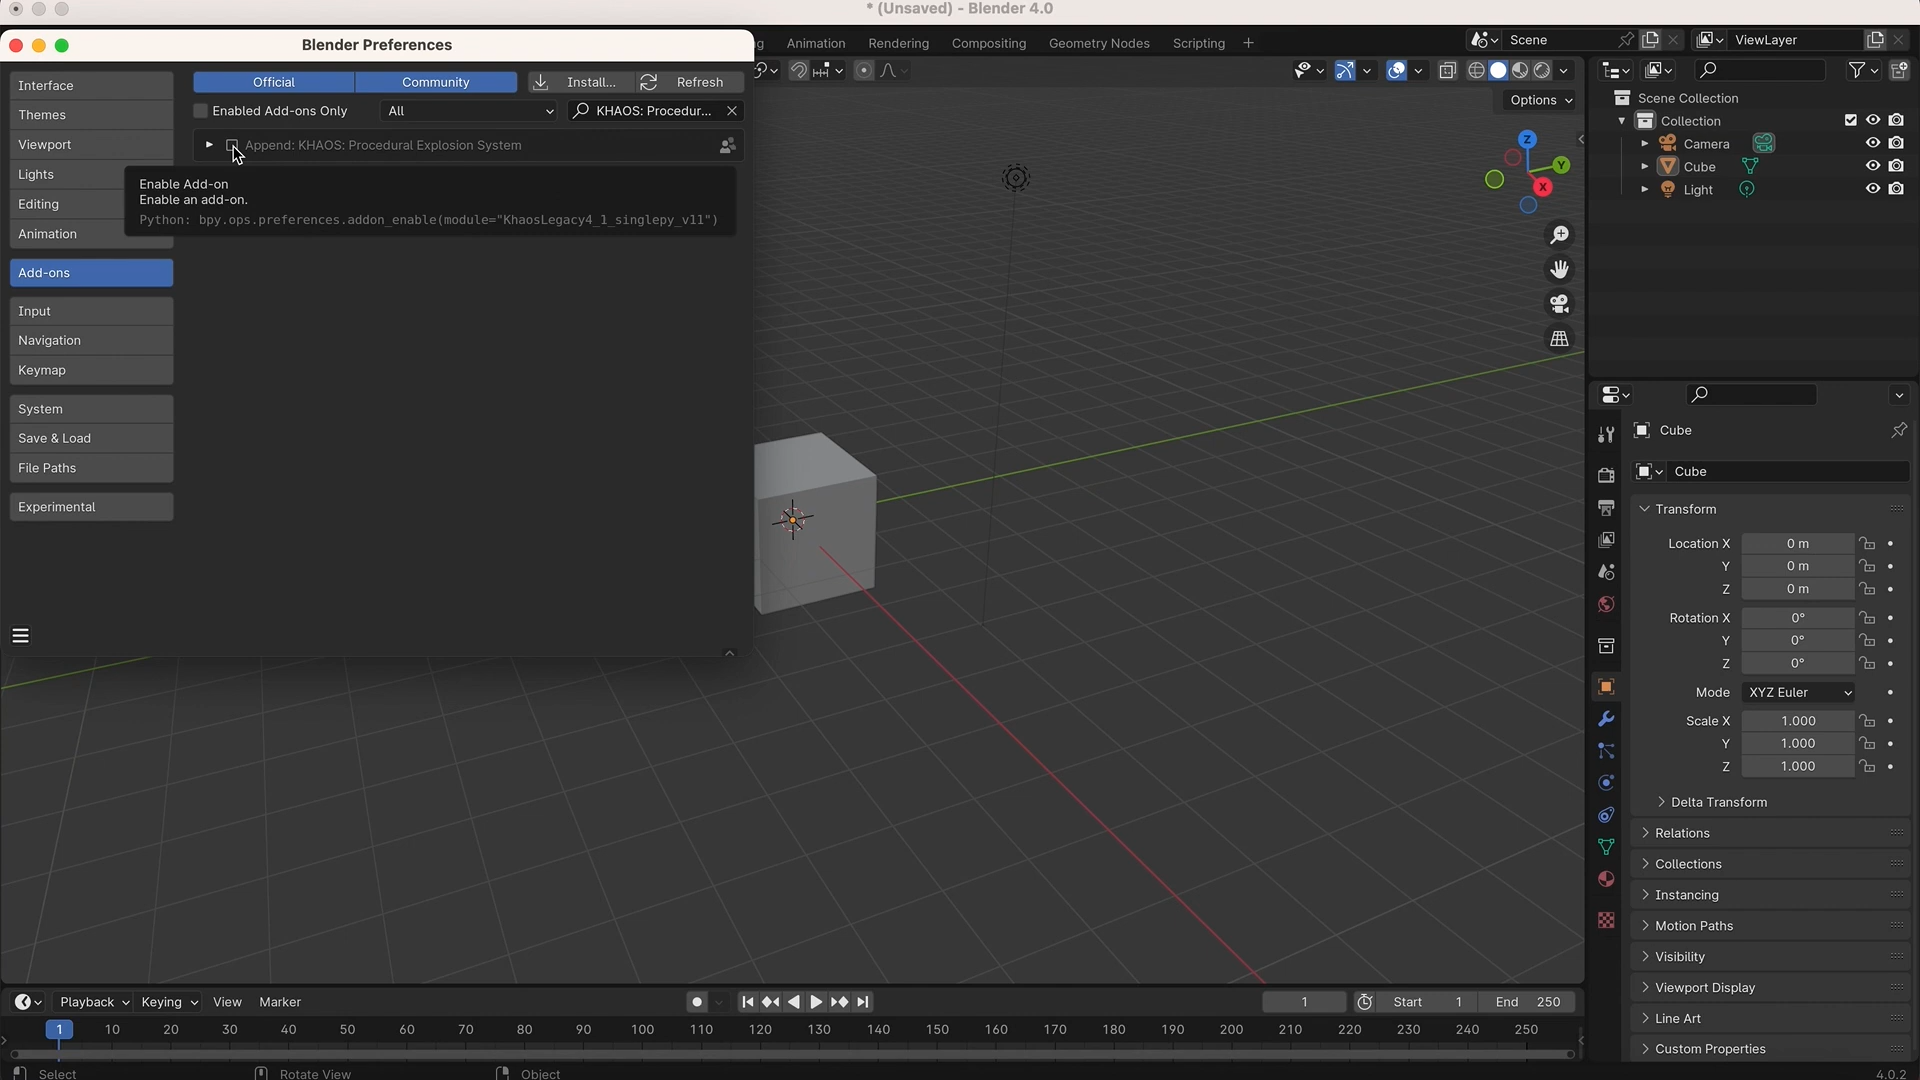 * (Unsaved) - Blender 4.0
Blender Preferences
Animation Rendering Compositing Geometry Nodes Scripting
Scene
ViewLayer
Interface
Themes
Viewport
Lights
Editing
Animation
Add-ons
Input
Navigation
Keymap
System
Save & Load
File Paths
Experimental
Official Community Install... Refresh
Enabled Add-ons Only All KHAOS: Procedur...
Append: KHAOS: Procedural Explosion System
Enable Add-on
Enable an add-on.
Python: bpy.ops.preferences.addon_enable(module="KhaosLegacy4_1_singlepy_v11")
Options
Z
Y
X
Scene Collection
Collection
Camera
Cube
Light
Cube
Cube
Transform
Location X 0 m
Y 0 m
Z 0 m
Rotation X 0°
Y 0°
Z 0°
Mode XYZ Euler
Scale X 1.000
Y 1.000
Z 1.000
Delta Transform
Relations
Collections
Instancing
Motion Paths
Visibility
Viewport Display
Line Art
Custom Properties
Playback Keying View Marker 1 Start 1 End 250
1 10 20 30 40 50 60 70 80 90 100 110 120 130 140 150 160 170 180 190 200 210 220 230 240 250
Select Rotate View Object 4.0.2